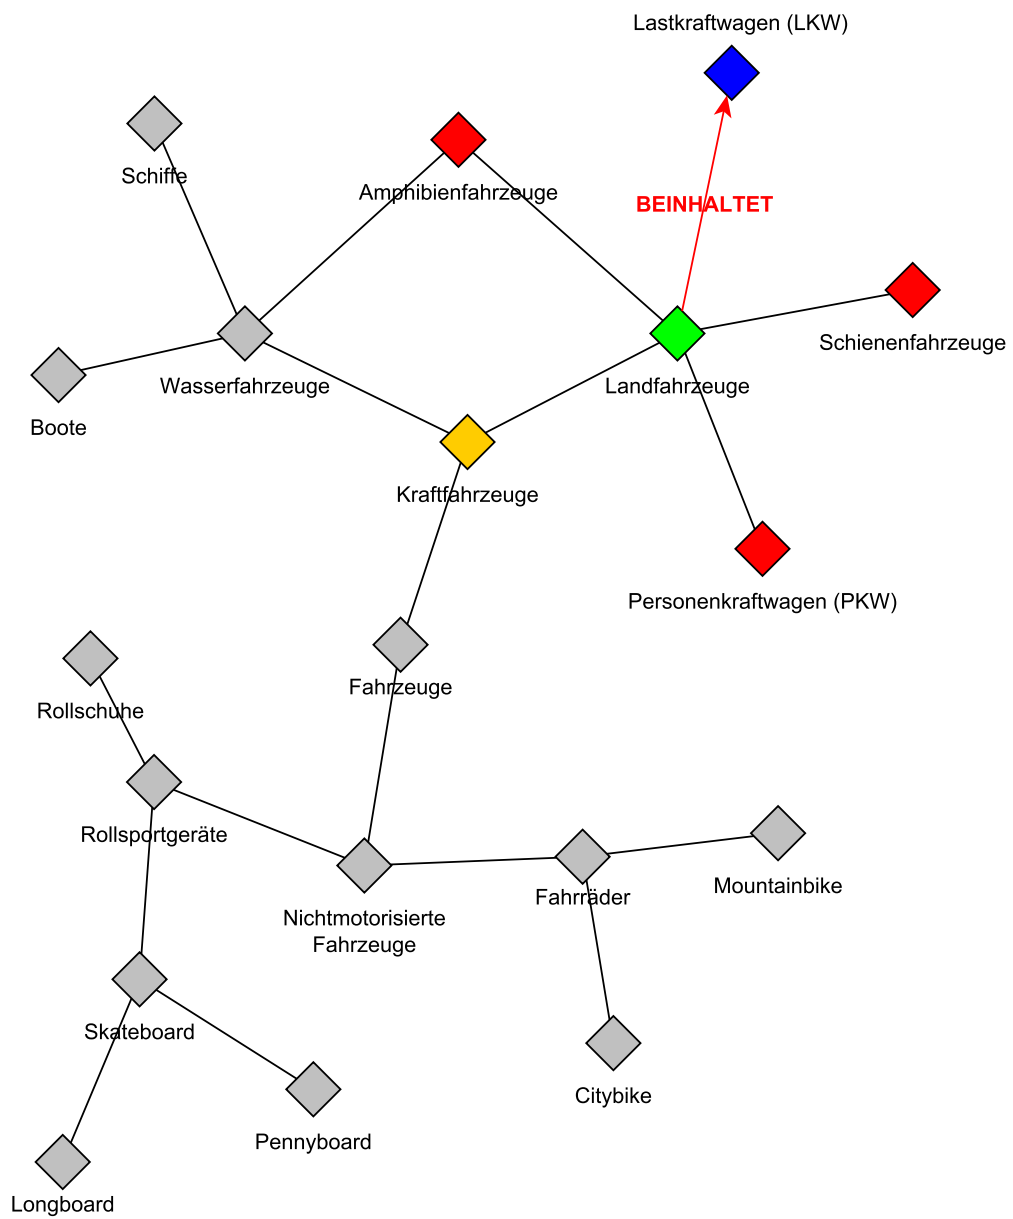 Lastkraftwagen (LKW)
Schiffe
Amphibienfahrzeuge
BEINHALTET
Schienenfahrzeuge
Wasserfahrzeuge
Landfahrzeuge
Boote
Kraftfahrzeuge
Personenkraftwagen (PKW)
Fahrzeuge
Rollschuhe
Rollsportgeräte
Mountainbike
Fahrräder
Nichtmotorisierte
Fahrzeuge
Skateboard
Citybike
Pennyboard
Longboard